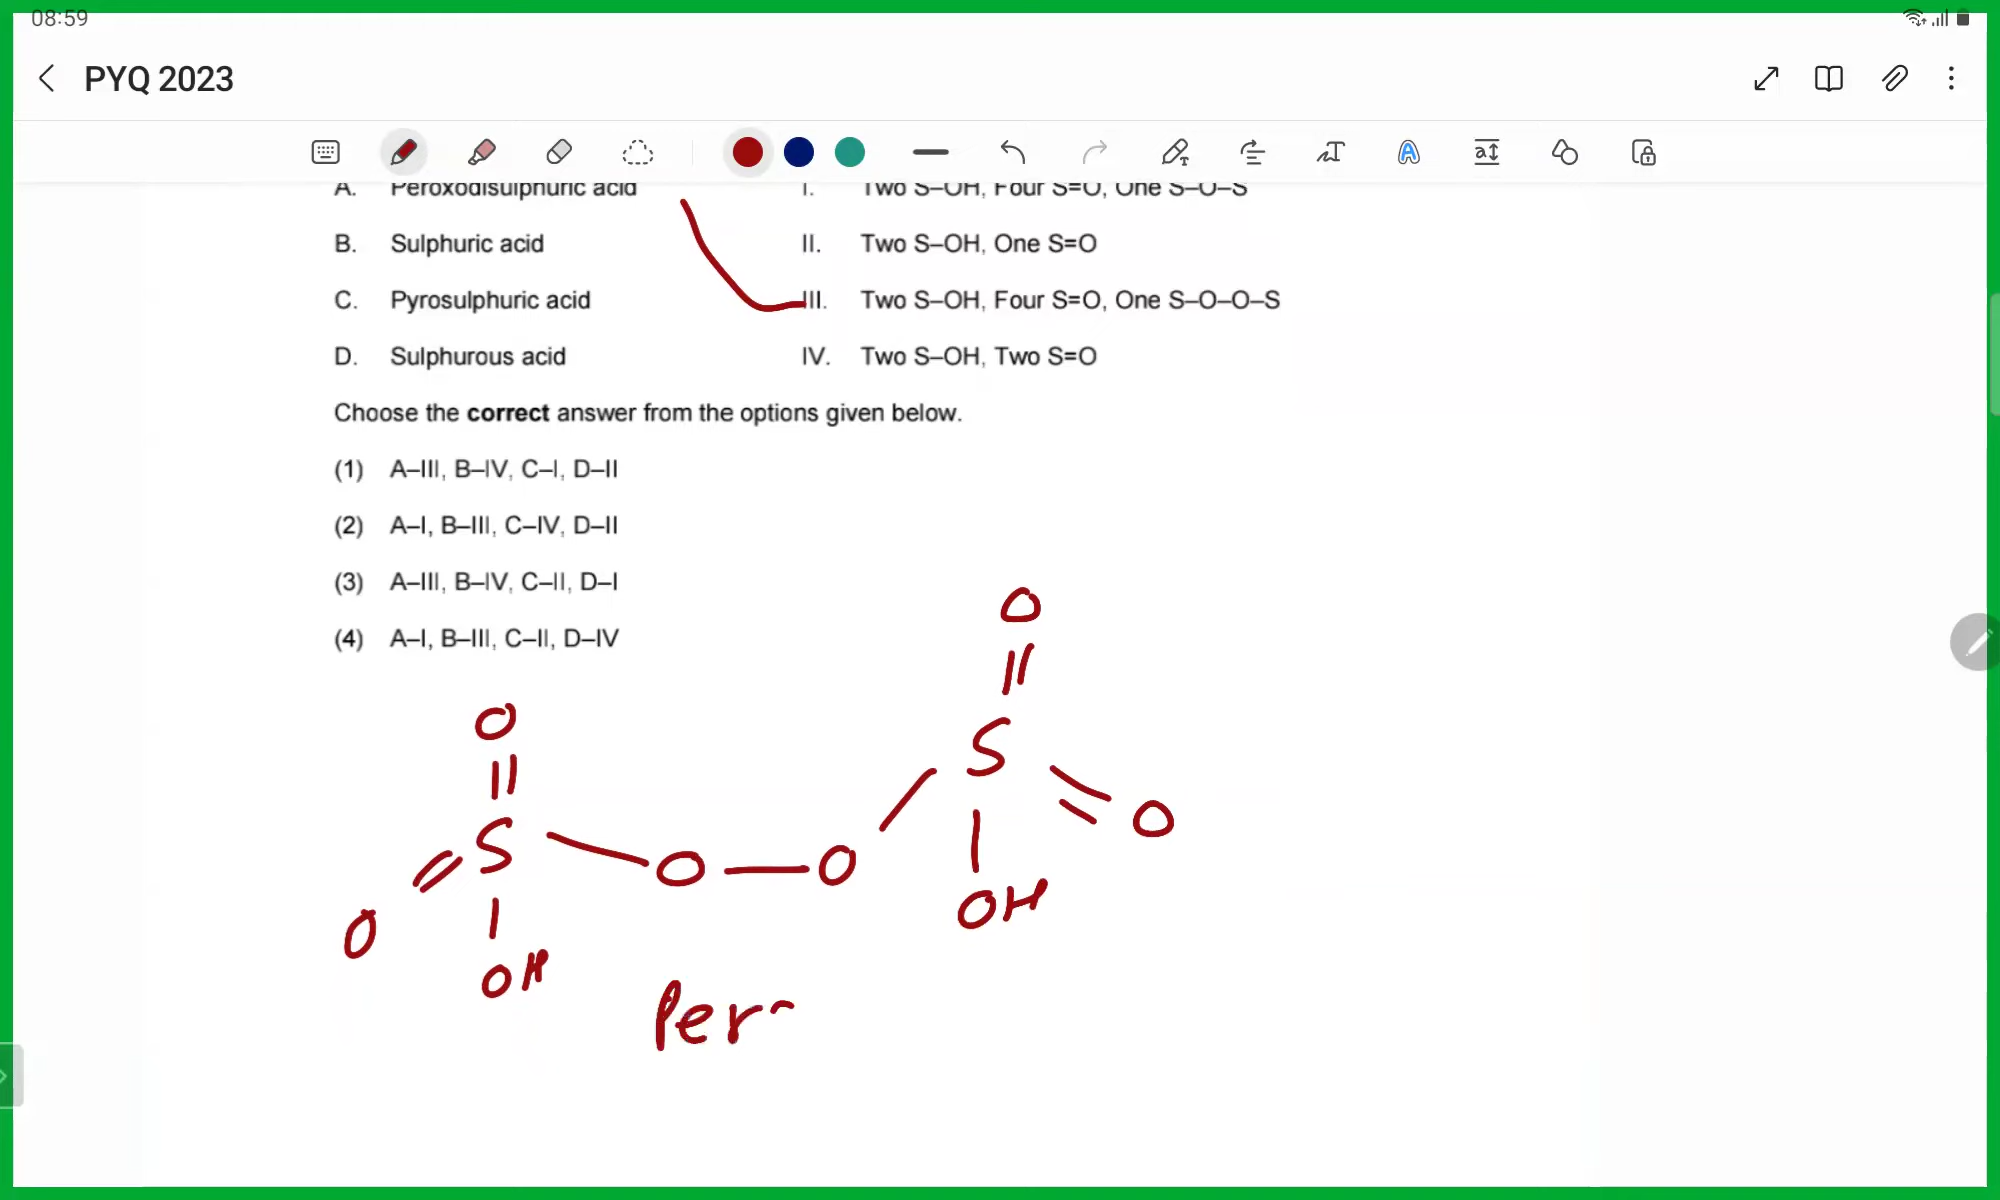 08:59
PYQ 2023
A. Peroxodisulphuric acid I. Two S–OH, Four S=O, One S–O–S
B. Sulphuric acid II. Two S–OH, One S=O
C. Pyrosulphuric acid III. Two S–OH, Four S=O, One S–O–O–S
D. Sulphurous acid IV. Two S–OH, Two S=O
Choose the correct answer from the options given below.
(1) A–III, B–IV, C–I, D–II
(2) A–I, B–III, C–IV, D–II
(3) A–III, B–IV, C–II, D–I
(4) A–I, B–III, C–II, D–IV
O
O
S
S
O
O
O
O
OH
OH
Per